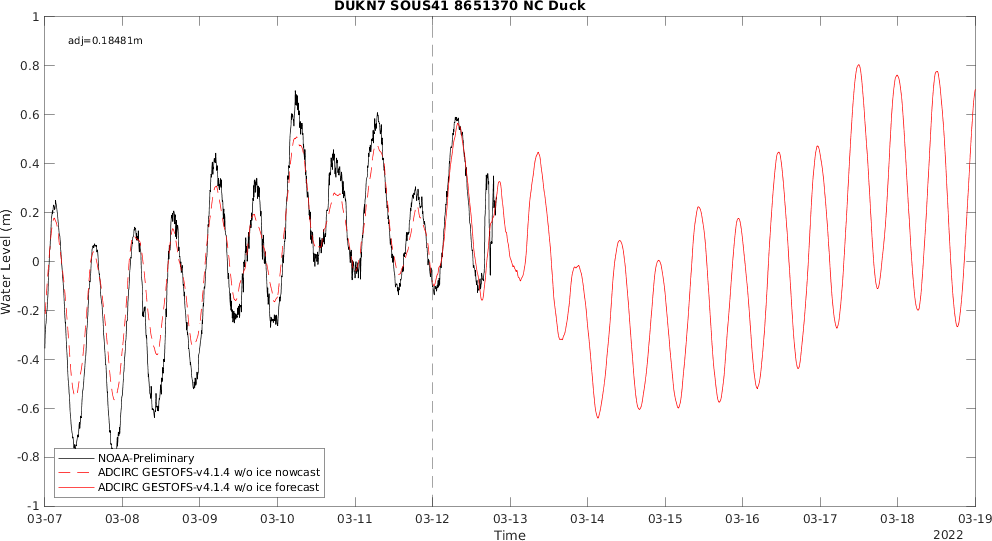 DUKN7 SOUS41 8651370 NC Duck
adj=0.18481m
1
0.8
0.6
0.4
0.2
0
-0.2
-0.4
-0.6
-0.8
-1
Water Level (m)
NOAA-Preliminary
ADCIRC GESTOFS-v4.1.4 w/o ice nowcast
ADCIRC GESTOFS-v4.1.4 w/o ice forecast
03-07 03-08 03-09 03-10 03-11 03-12 03-13 03-14 03-15 03-16 03-17 03-18 03-19
Time
2022